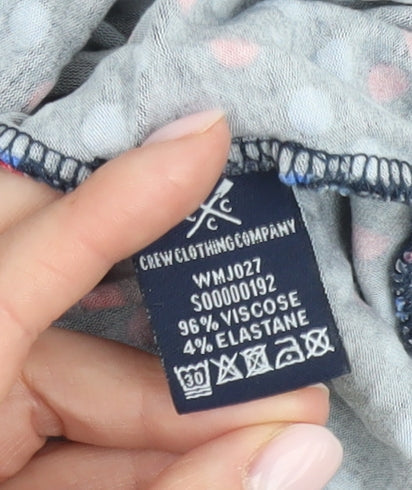 C C
C
CREW CLOTHING COMPANY
WMJ027
S00000192
96% VISCOSE
4% ELASTANE
30